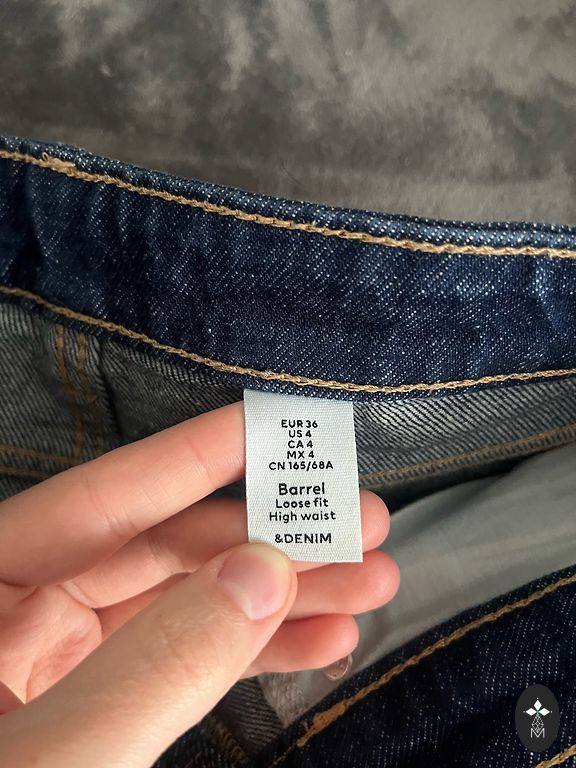 EUR 36
US 4
CA 4
MX 4
CN 165/68A
Barrel
Loose fit
High waist
&DENIM
M